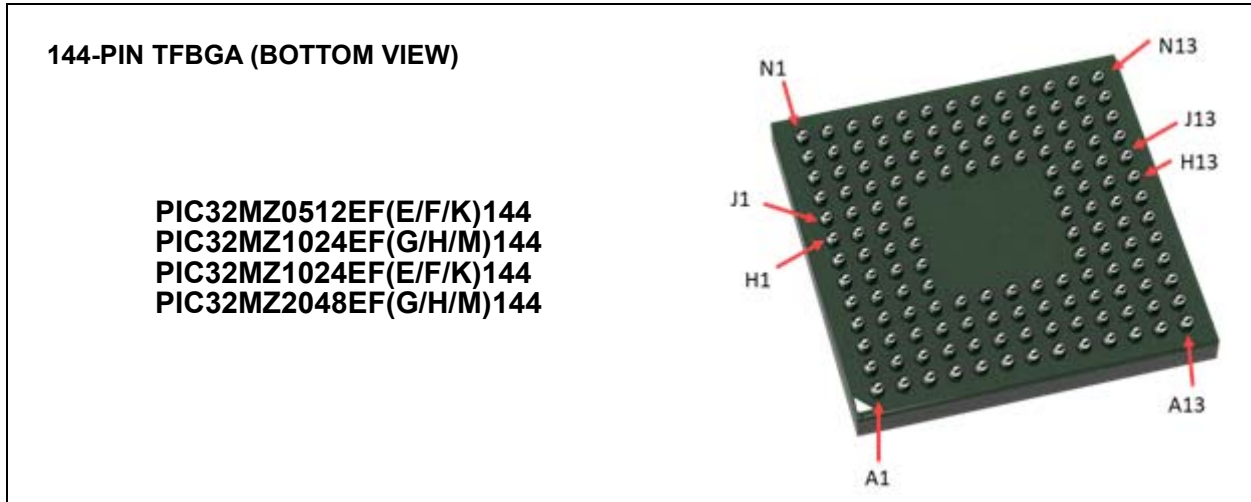 144-PIN TFBGA (BOTTOM VIEW)
PIC32MZ0512EF(E/F/K)144
PIC32MZ1024EF(G/H/M)144
PIC32MZ1024EF(E/F/K)144
PIC32MZ2048EF(G/H/M)144
N1
N13
J13
H13
J1
H1
A13
A1